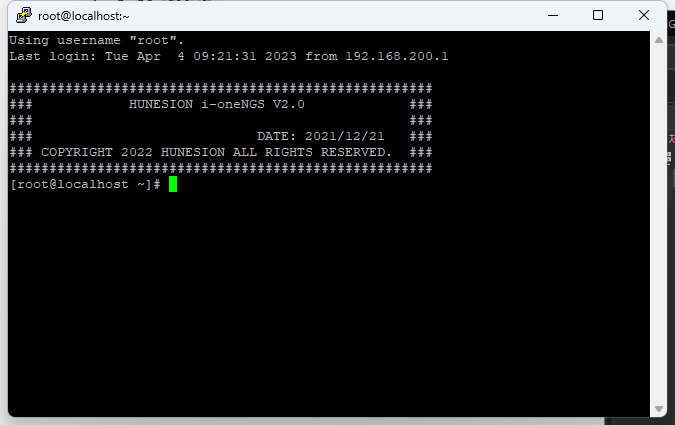 root@localhost:~
Using username "root".
Last login: Tue Apr  4 09:21:31 2023 from 192.168.200.1
#####################################################
###            HUNESION i-oneNGS V2.0             ###
###                                               ###
###                            DATE: 2021/12/21   ###
### COPYRIGHT 2022 HUNESION ALL RIGHTS RESERVED.  ###
#####################################################
[root@localhost ~]#